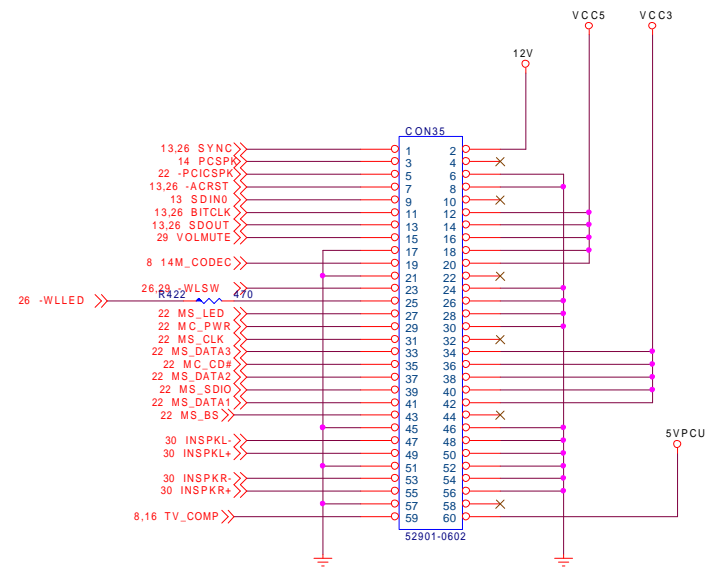 VCC5 VCC3
12V
CON35
13,26 SYNC 1 2
14 PCSPK 3 4
22 -PCICSPK 5 6
13,26 -ACRST 7 8
13 SDIN0 9 10
13,26 BITCLK 11 12
13,26 SDOUT 13 14
29 VOLMUTE 15 16
17 18
8 14M_CODEC 19 20
21 22
26,29 -WLSW 23 24
26 -WLLED R422 470 25 26
22 MS_LED 27 28
22 MC_PWR 29 30
22 MS_CLK 31 32
22 MS_DATA3 33 34
22 MC_CD# 35 36
22 MS_DATA2 37 38
22 MS_SDIO 39 40
22 MS_DATA1 41 42
22 MS_BS 43 44
5VPCU
45 46
30 INSPKL- 47 48
30 INSPKL+ 49 50
51 52
30 INSPKR- 53 54
30 INSPKR+ 55 56
57 58
8,16 TV_COMP 59 60
52901-0602